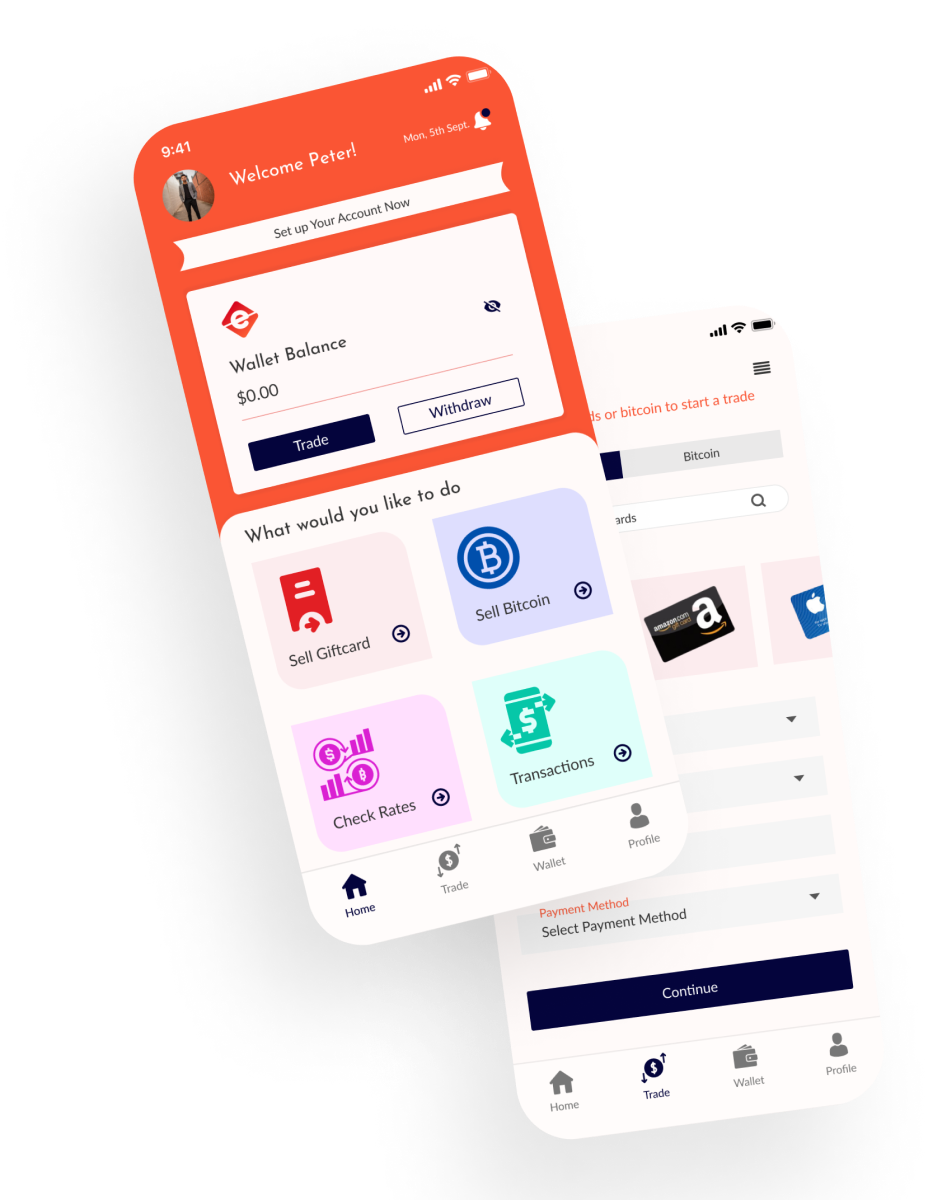 9:41
Welcome Peter!
Mon, 5th Sept.
Set up Your Account Now
e
Wallet Balance
$0.00
Trade
Withdraw
What would you like to do
Sell Giftcard
Sell Bitcoin
Check Rates
Transactions
Home
Trade
Wallet
Profile
ds or bitcoin to start a trade
Bitcoin
ards
amazon.com
gift card
a
Payment Method
Select Payment Method
Continue
Home
Trade
Wallet
Profile